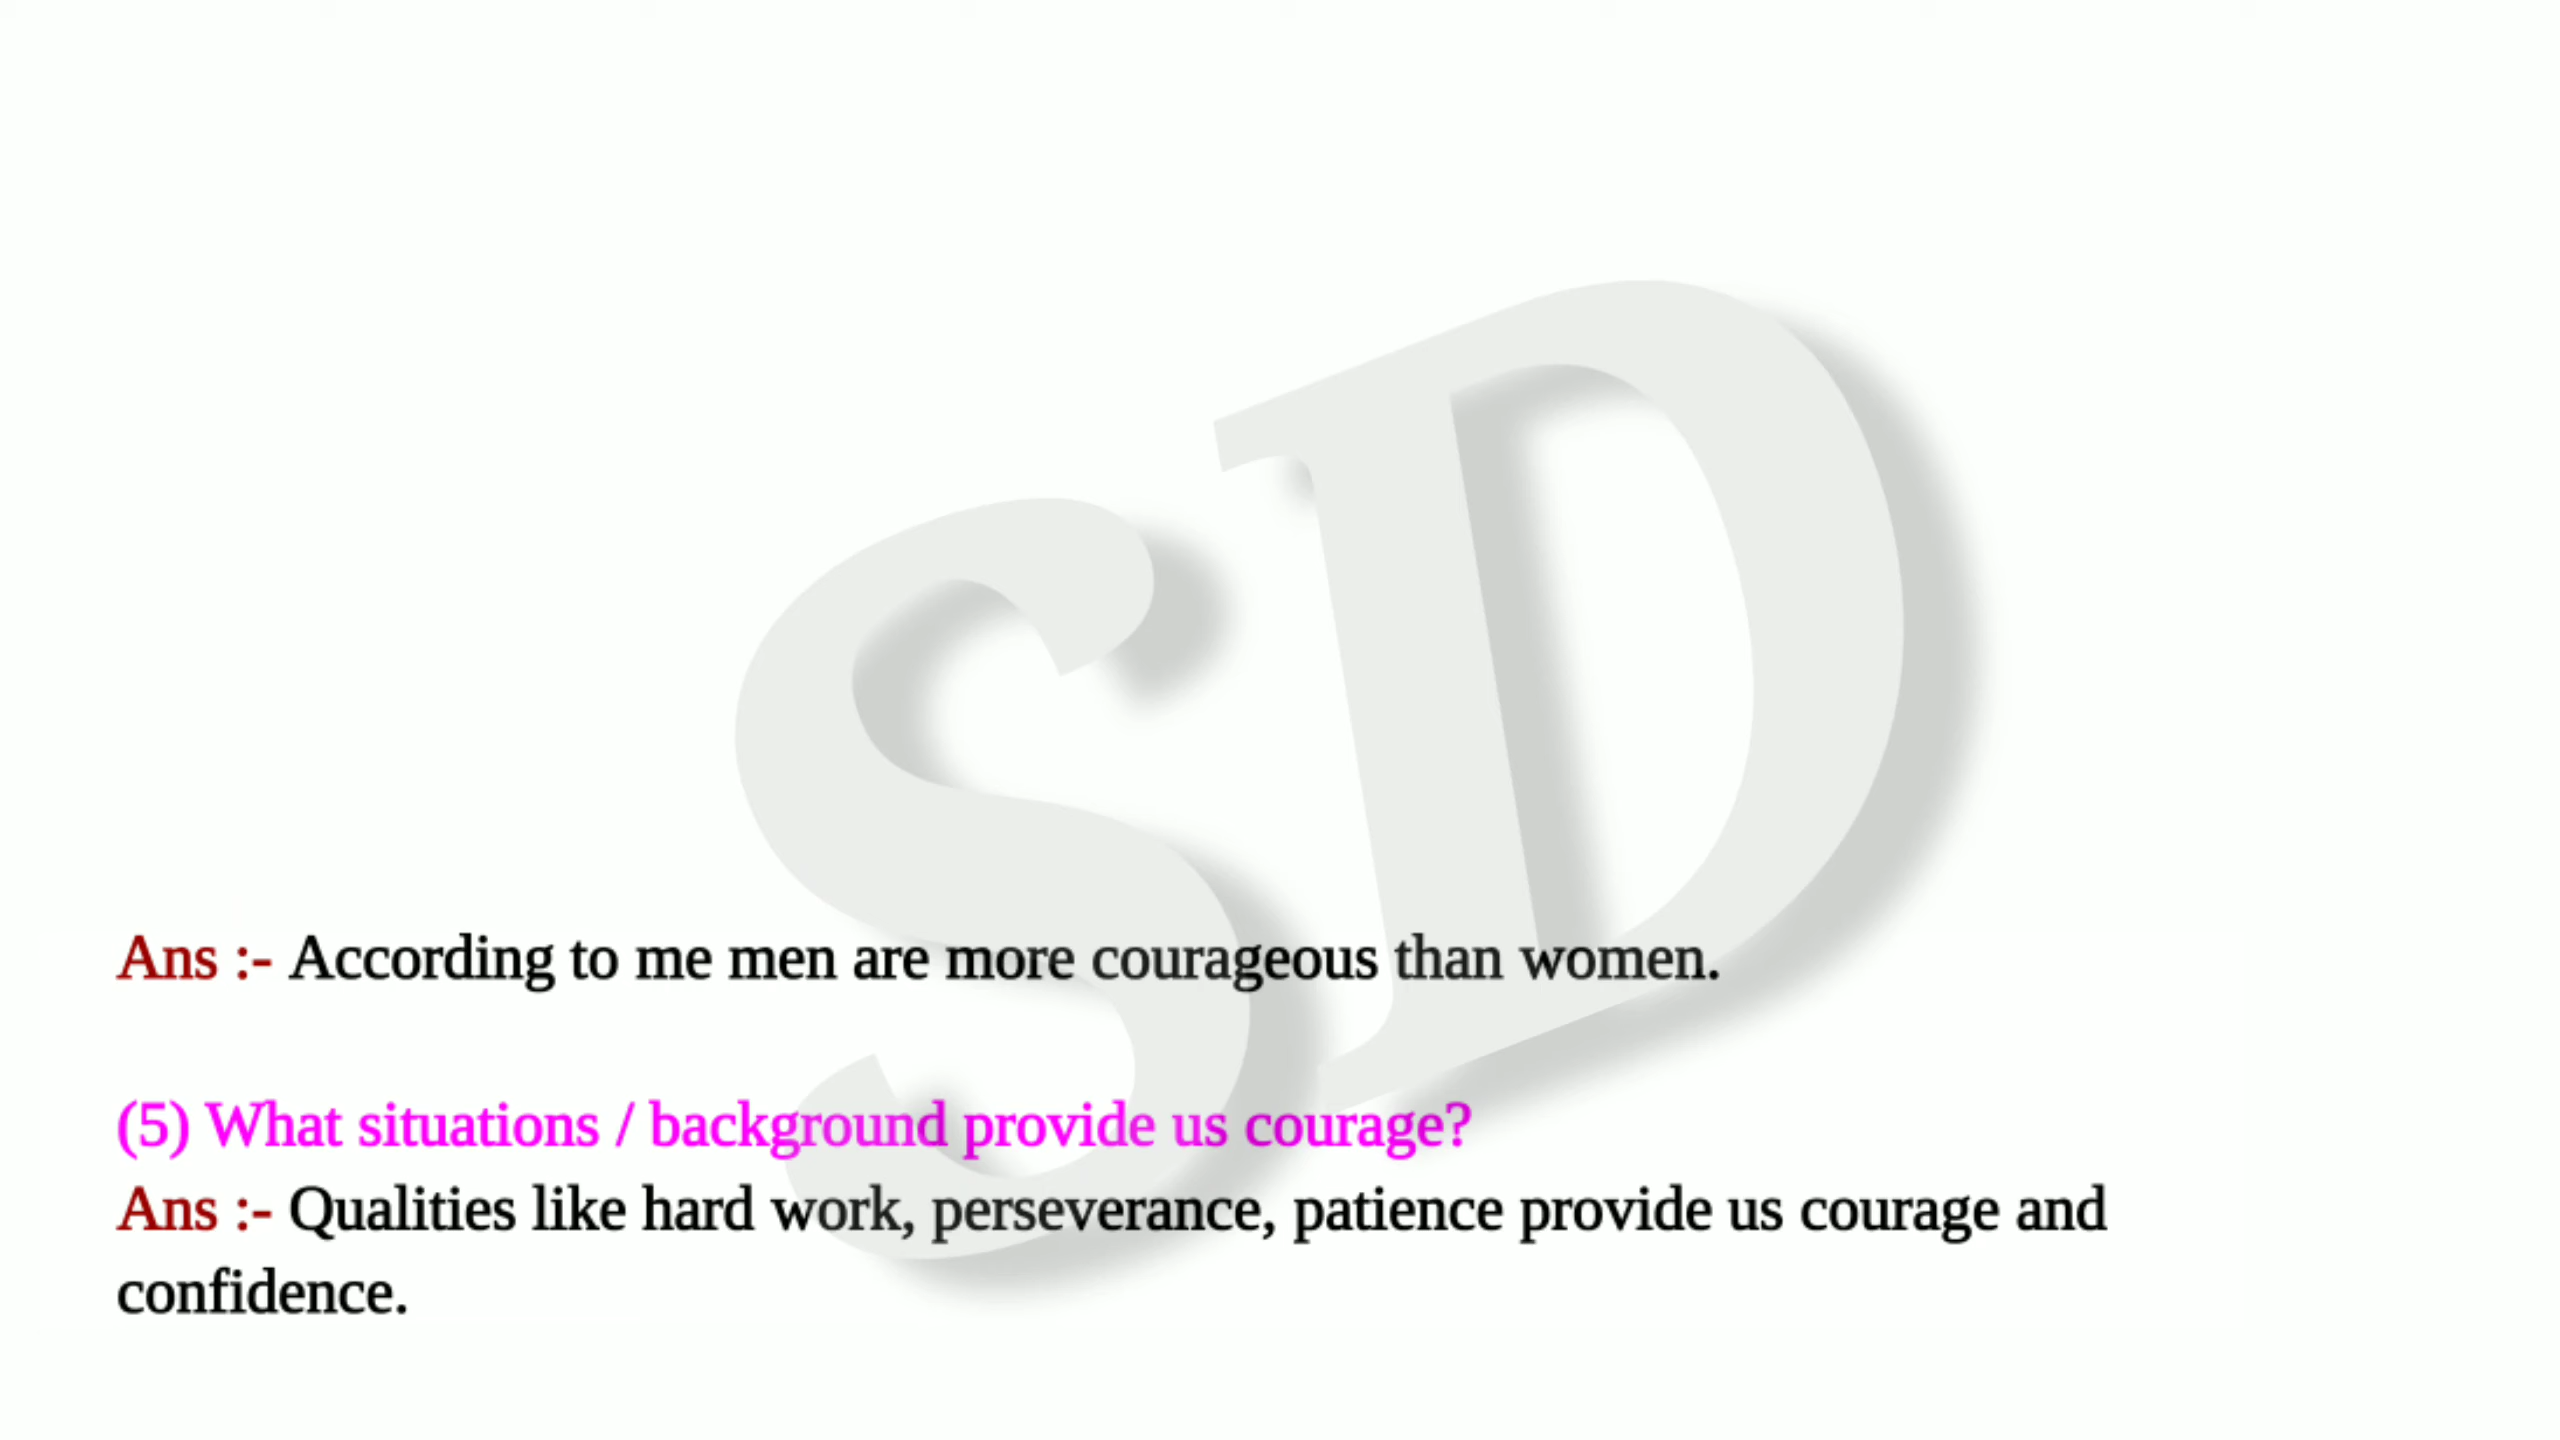 SD
Ans :- According to me men are more courageous than women.
(5) What situations / background provide us courage?
Ans :- Qualities like hard work, perseverance, patience provide us courage and
confidence.